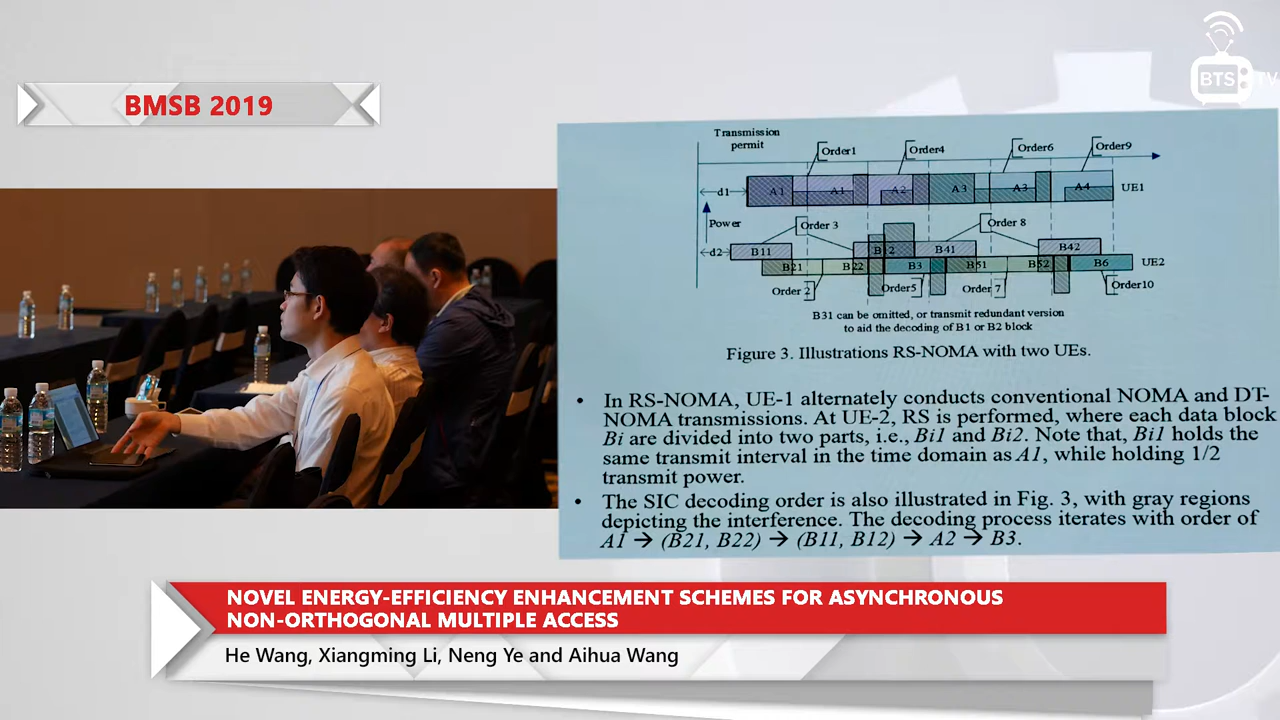 BTS TV
BMSB 2019
Transmission
permit
Order1
Order4
Order6
Order9
d1
A1
A1
A2
A3
A3
A4
UE1
Power
Order 3
Order 8
d2
B11
B41
B42
B21
B22
B3
B51
B52
B6
UE2
Order 2
Order5
Order 7
Order10
B31 can be omitted, or transmit redundant version
to aid the decoding of B1 or B2 block
Figure 3. Illustrations RS-NOMA with two UEs.
• In RS-NOMA, UE-1 alternately conducts conventional NOMA and DT-
NOMA transmissions. At UE-2, RS is performed, where each data block
Bi are divided into two parts, i.e., Bi1 and Bi2. Note that, Bi1 holds the
same transmit interval in the time domain as A1, while holding 1/2
transmit power.
• The SIC decoding order is also illustrated in Fig. 3, with gray regions
depicting the interference. The decoding process iterates with order of
A1 → (B21, B22) → (B11, B12) → A2 → B3.
NOVEL ENERGY-EFFICIENCY ENHANCEMENT SCHEMES FOR ASYNCHRONOUS
NON-ORTHOGONAL MULTIPLE ACCESS
He Wang, Xiangming Li, Neng Ye and Aihua Wang